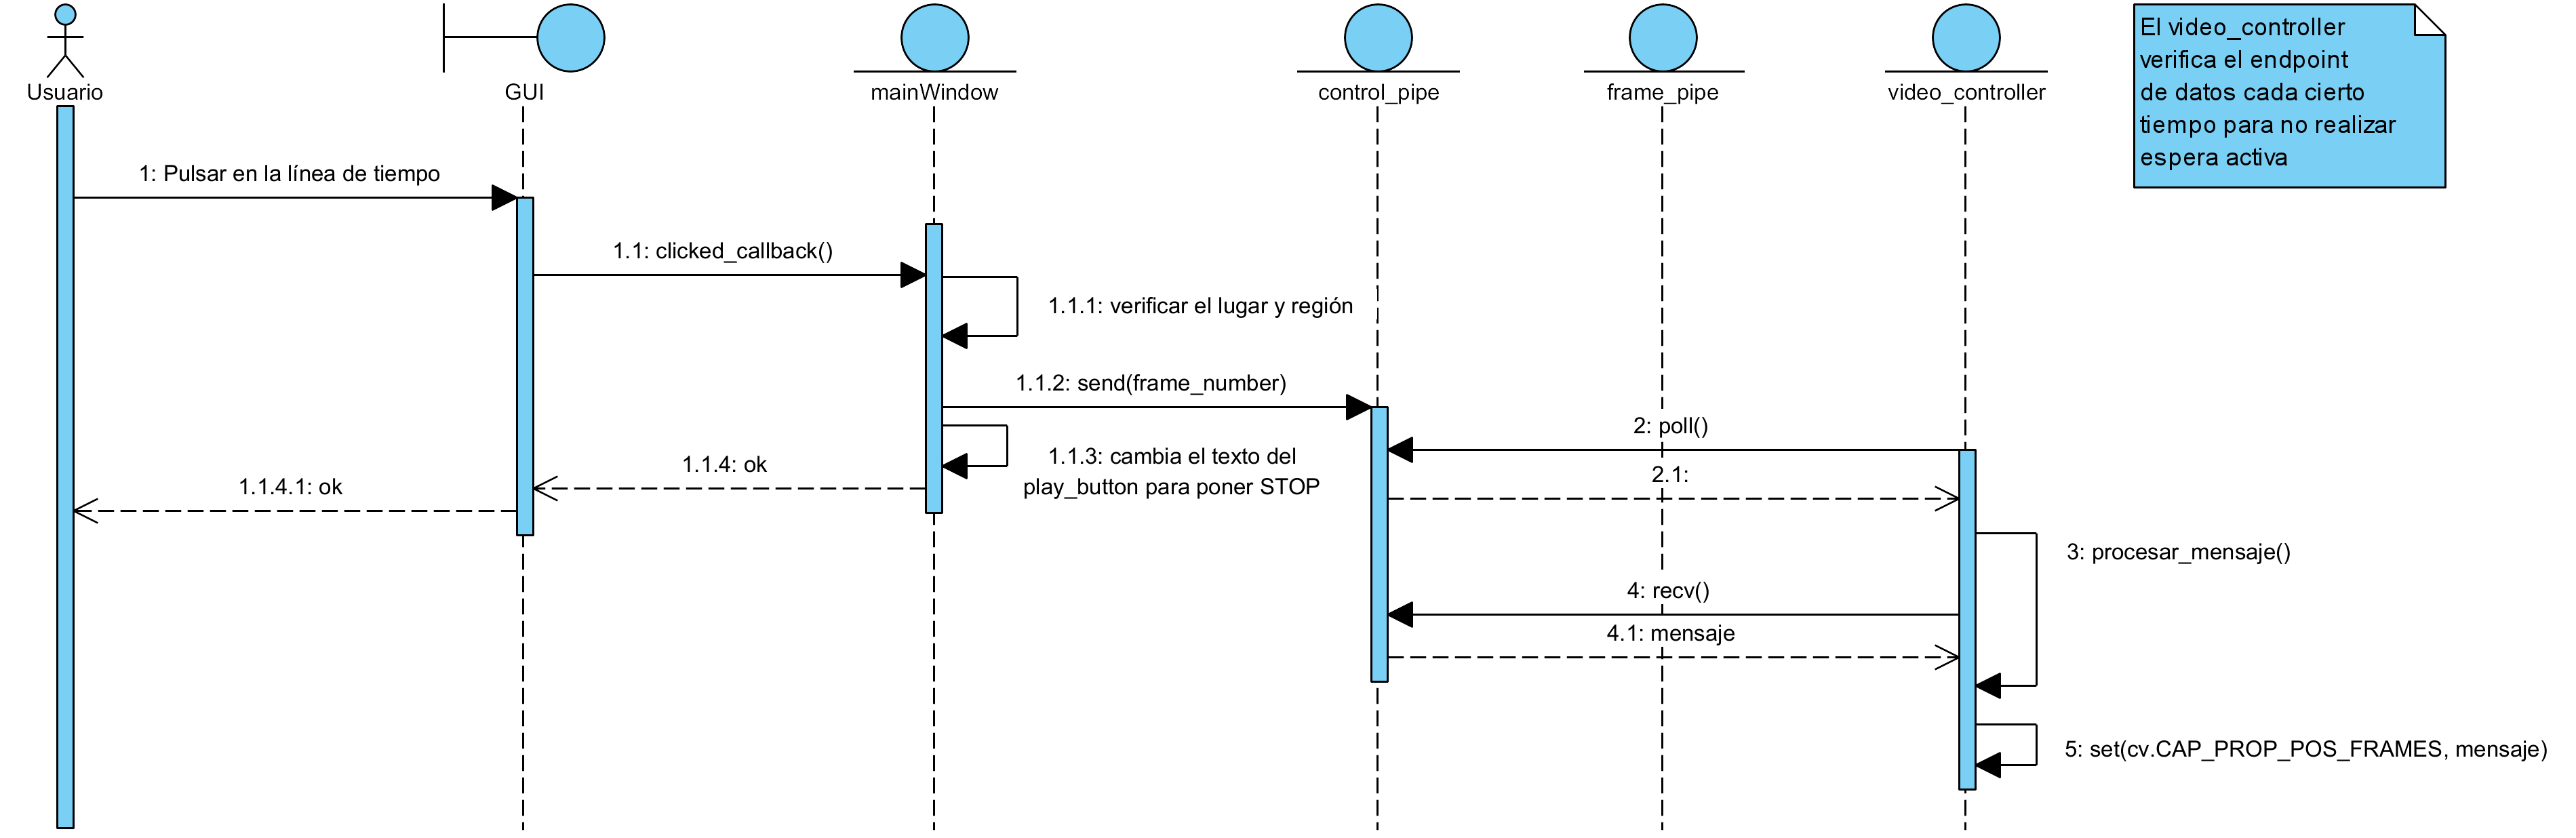 Usuario
GUI
mainWindow
control_pipe
frame_pipe
video_controller
El video_controller
verifica el endpoint
de datos cada cierto
tiempo para no realizar
espera activa
1: Pulsar en la línea de tiempo
1.1: clicked_callback()
1.1.1: verificar el lugar y región
1.1.2: send(frame_number)
2: poll()
1.1.3: cambia el texto del
play_button para poner STOP
1.1.4: ok
2.1:
1.1.4.1: ok
3: procesar_mensaje()
4: recv()
4.1: mensaje
5: set(cv.CAP_PROP_POS_FRAMES, mensaje)